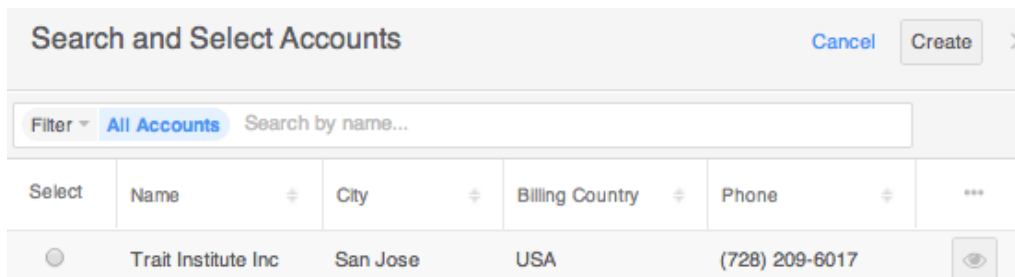 Search and Select Accounts Cancel Create
Filter All Accounts Search by name...
Select Name City Billing Country Phone
Trait Institute Inc San Jose USA (728) 209-6017